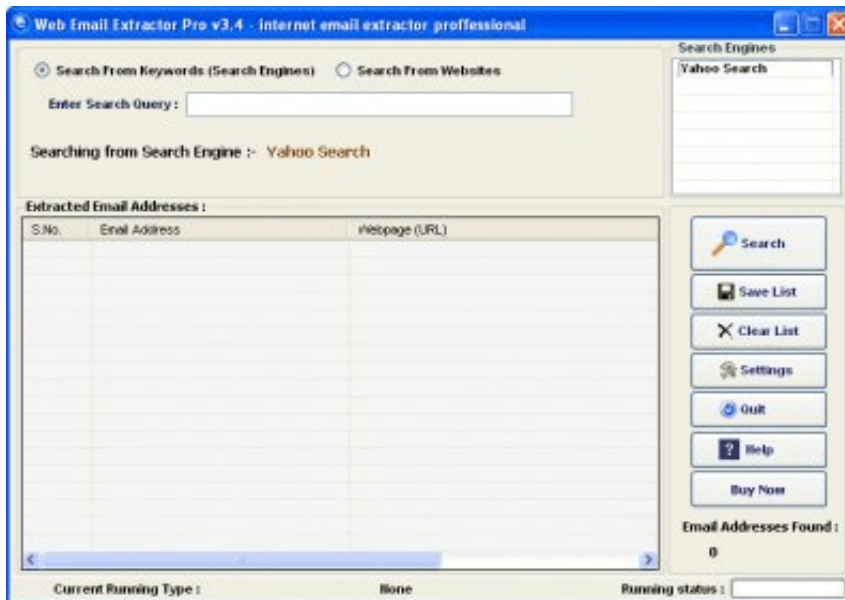 Web Email Extractor Pro v3.4 - internet email extractor proffessional
Search From Keywords (Search Engines)
Search From Websites
Enter Search Query :
Searching from Search Engine :- Yahoo Search
Search Engines
Yahoo Search
Extracted Email Addresses :
S.No. Email Address Webpage (URL)
Search
Save List
Clear List
Settings
Quit
Help
Buy Now
Email Addresses Found :
0
Current Running Type : None Running status :